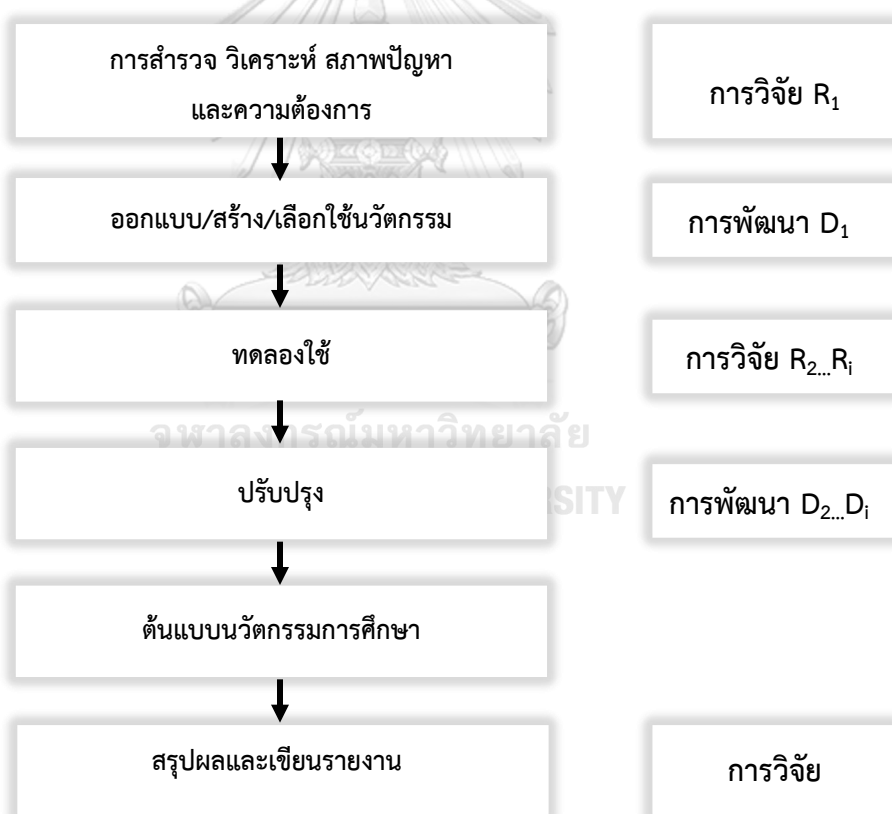 การสำรวจ วิเคราะห์ สภาพปัญหา
และความต้องการ
การวิจัย R₁
ออกแบบ/สร้าง/เลือกใช้นวัตกรรม
การพัฒนา D₁
ทดลองใช้
การวิจัย R₂...Rᵢ
จุฬาลงกรณ์มหาวิทยาลัย
ปรับปรุง
RSITY
การพัฒนา D₂...Dᵢ
ต้นแบบนวัตกรรมการศึกษา
สรุปผลและเขียนรายงาน
การวิจัย